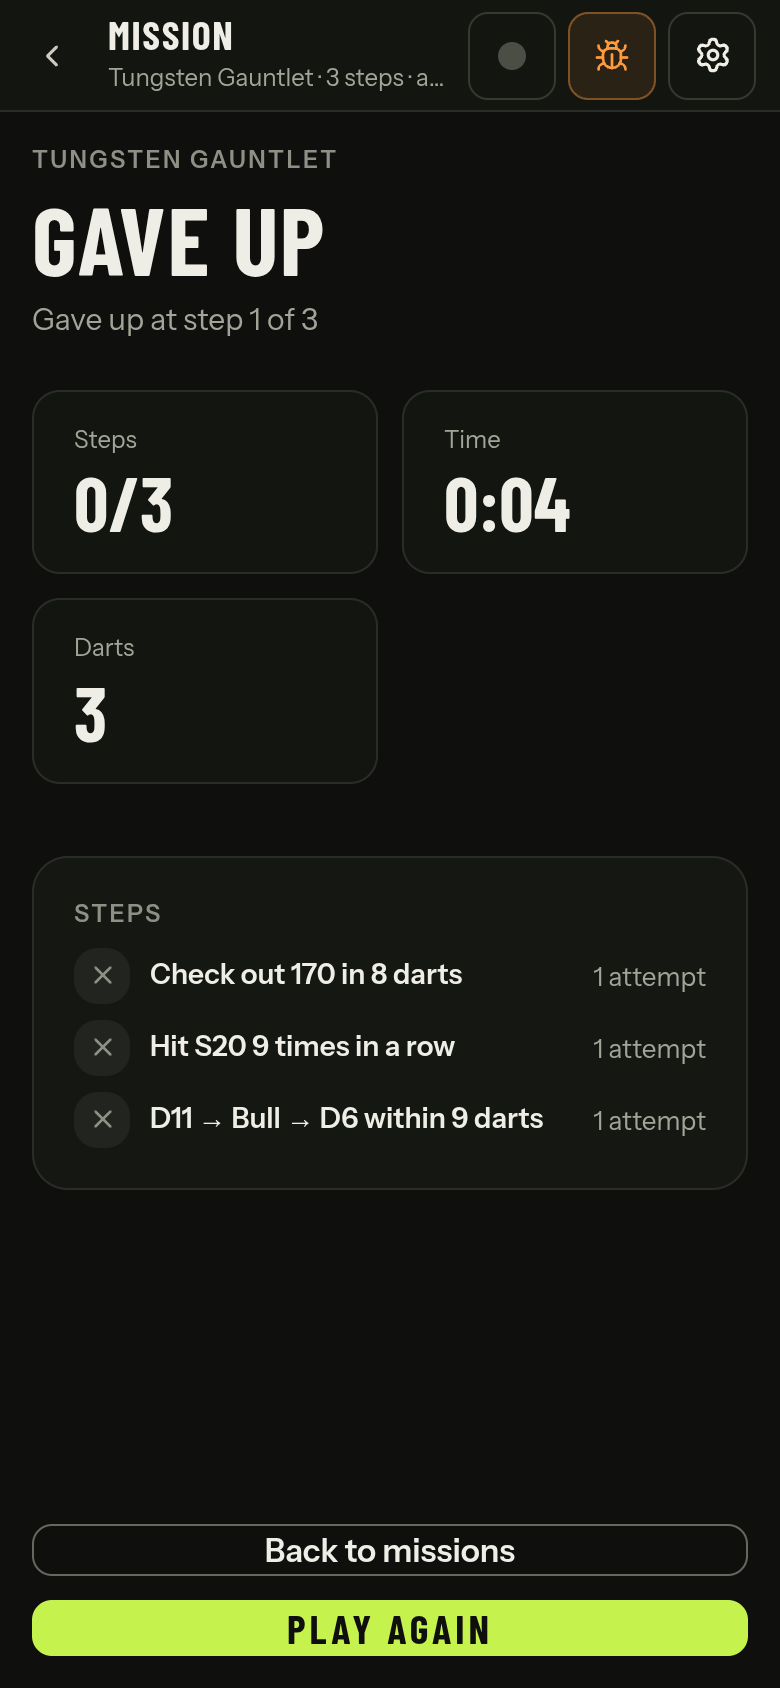 MISSION
Tungsten Gauntlet · 3 steps · a...
TUNGSTEN GAUNTLET
GAVE UP
Gave up at step 1 of 3
Steps
0/3
Time
0:04
Darts
3
STEPS
Check out 170 in 8 darts
1 attempt
Hit S20 9 times in a row
1 attempt
D11 → Bull → D6 within 9 darts
1 attempt
Back to missions
PLAY AGAIN